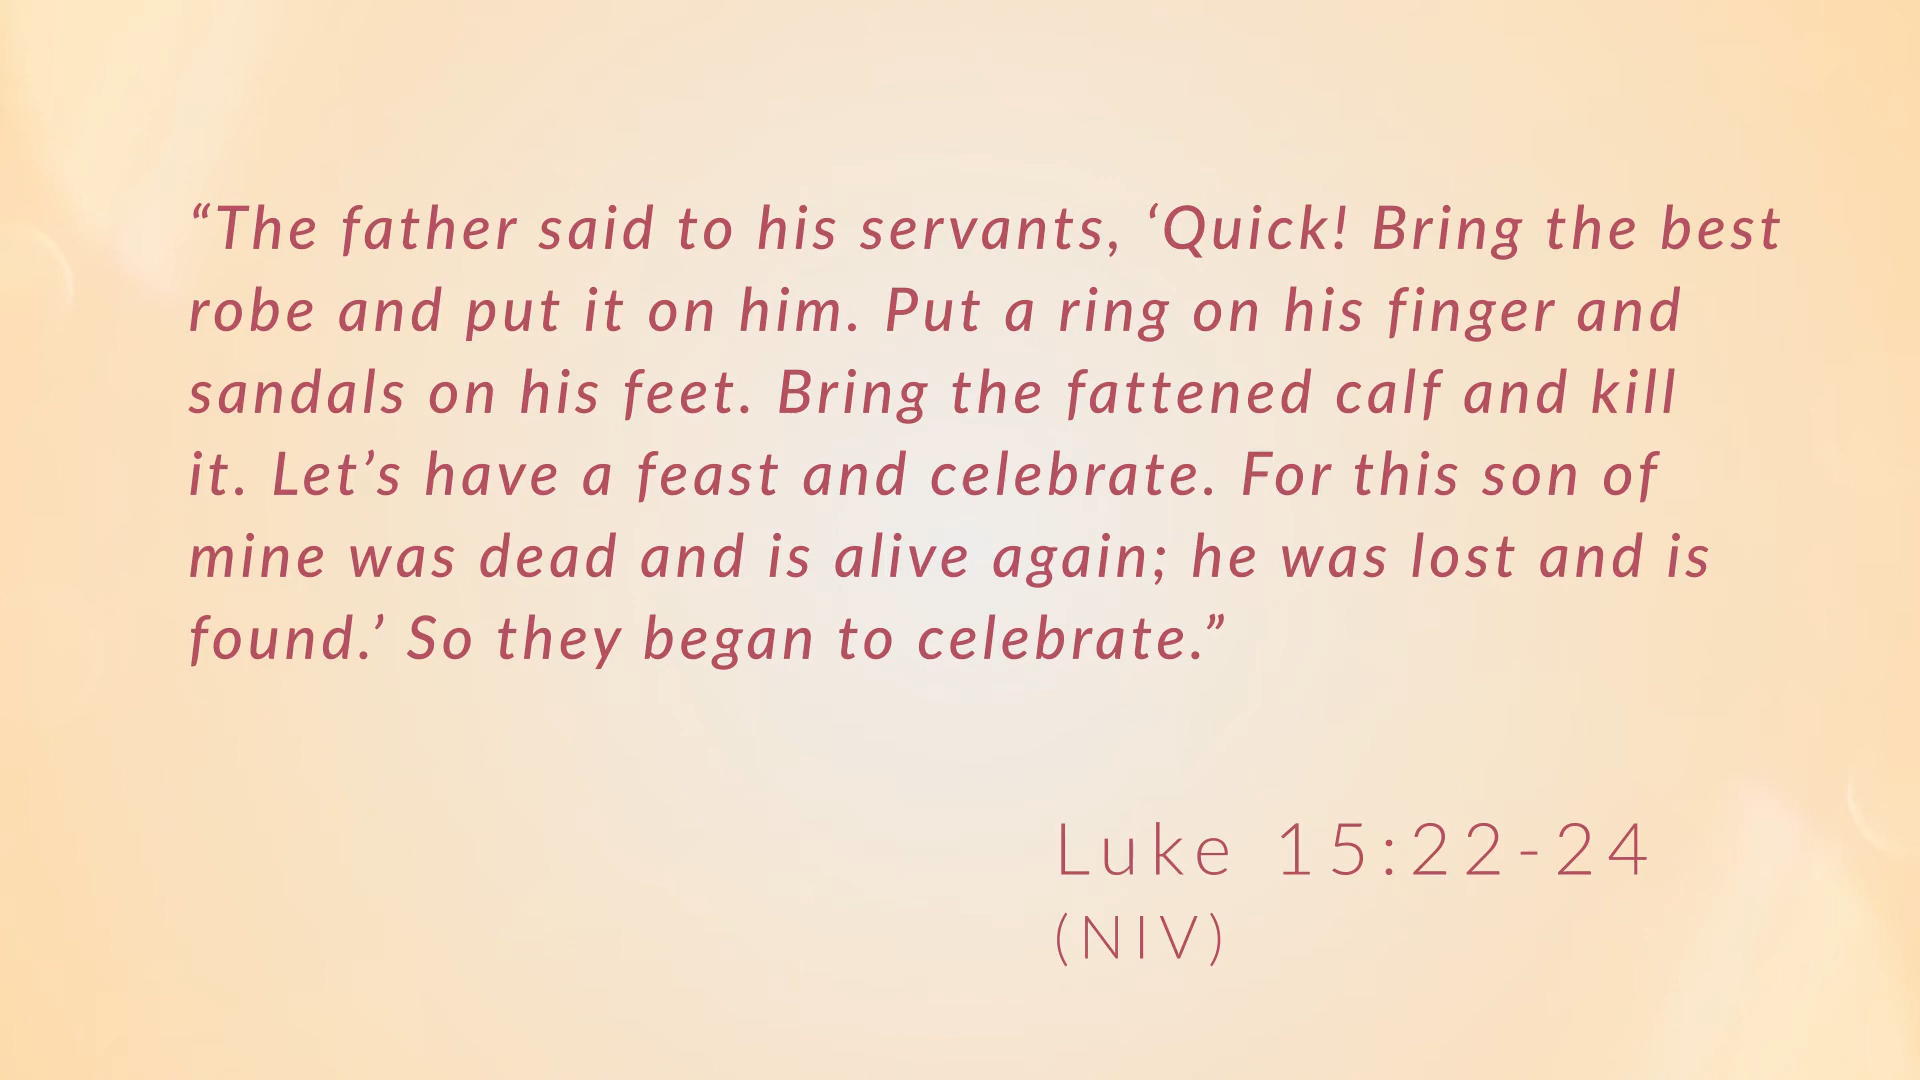 “The father said to his servants, ‘Quick! Bring the best
robe and put it on him. Put a ring on his finger and
sandals on his feet. Bring the fattened calf and kill
it. Let’s have a feast and celebrate. For this son of
mine was dead and is alive again; he was lost and is
found.’ So they began to celebrate.”
Luke 15:22-24
(NIV)